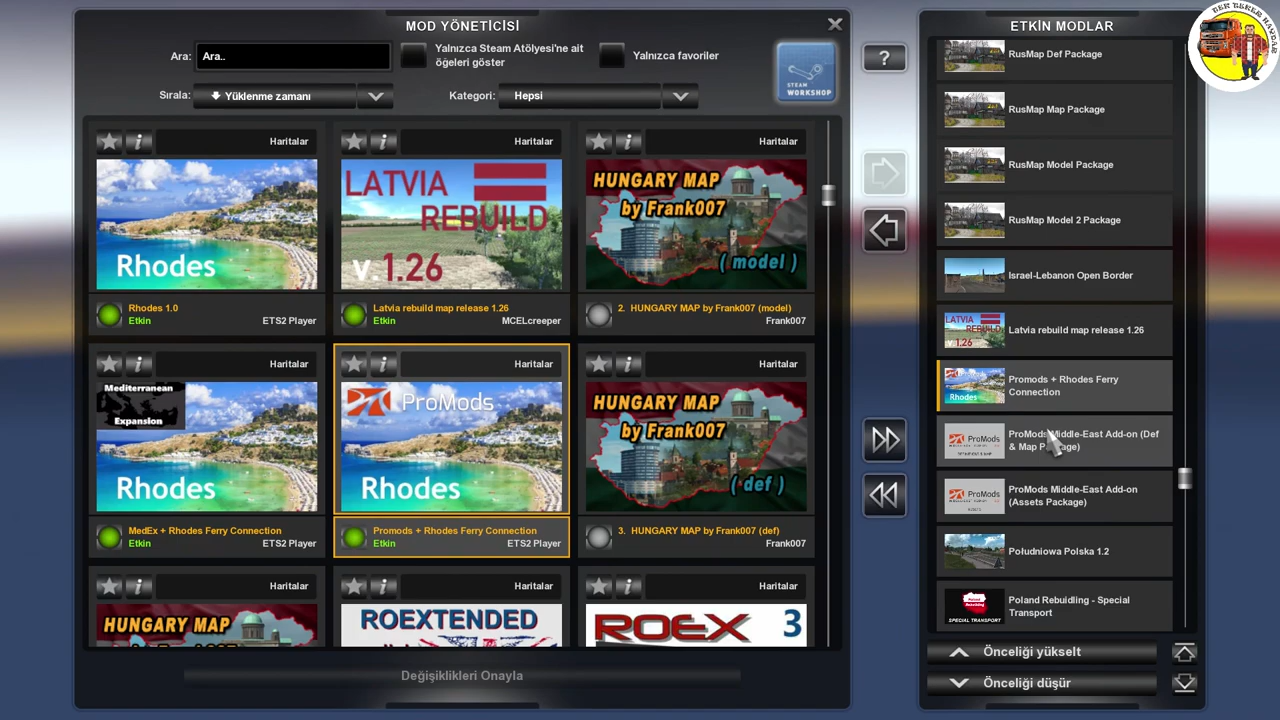 MOD YÖNETİCİSİ
Ara:
Ara..
Yalnızca Steam Atölyesi'ne ait
öğeleri göster
Yalnızca favoriler
STEAM
WORKSHOP
Sırala:
Yüklenme zamanı
Kategori:
Hepsi
Haritalar
Haritalar
Haritalar
Rhodes
LATVIA
REBUILD
v.1.26
HUNGARY MAP
by Frank007
( model )
Rhodes 1.0
Etkin
ETS2 Player
Latvia rebuild map release 1.26
Etkin
MCELcreeper
2. HUNGARY MAP by Frank007 (model)
Frank007
Haritalar
Haritalar
Haritalar
Mediterranean
Expansion
Rhodes
ProMods
Rhodes
HUNGARY MAP
by Frank007
( def )
MedEx + Rhodes Ferry Connection
Etkin
ETS2 Player
Promods + Rhodes Ferry Connection
Etkin
ETS2 Player
3. HUNGARY MAP by Frank007 (def)
Frank007
Haritalar
Haritalar
Haritalar
HUNGARY MAP
ROEXTENDED
ROEX 3
Değişiklikleri Onayla
?
ETKİN MODLAR
RusMap Def Package
RusMap Map Package
RusMap Model Package
RusMap Model 2 Package
Israel-Lebanon Open Border
LATVIA
Latvia rebuild map release 1.26
Rhodes
Promods + Rhodes Ferry
Connection
ProMods
ProMods Middle-East Add-on (Def
& Map Package)
ProMods
ProMods Middle-East Add-on
(Assets Package)
Południowa Polska 1.2
SPECIAL TRANSPORT
Poland Rebuidling - Special
Transport
Önceliği yükselt
Önceliği düşür